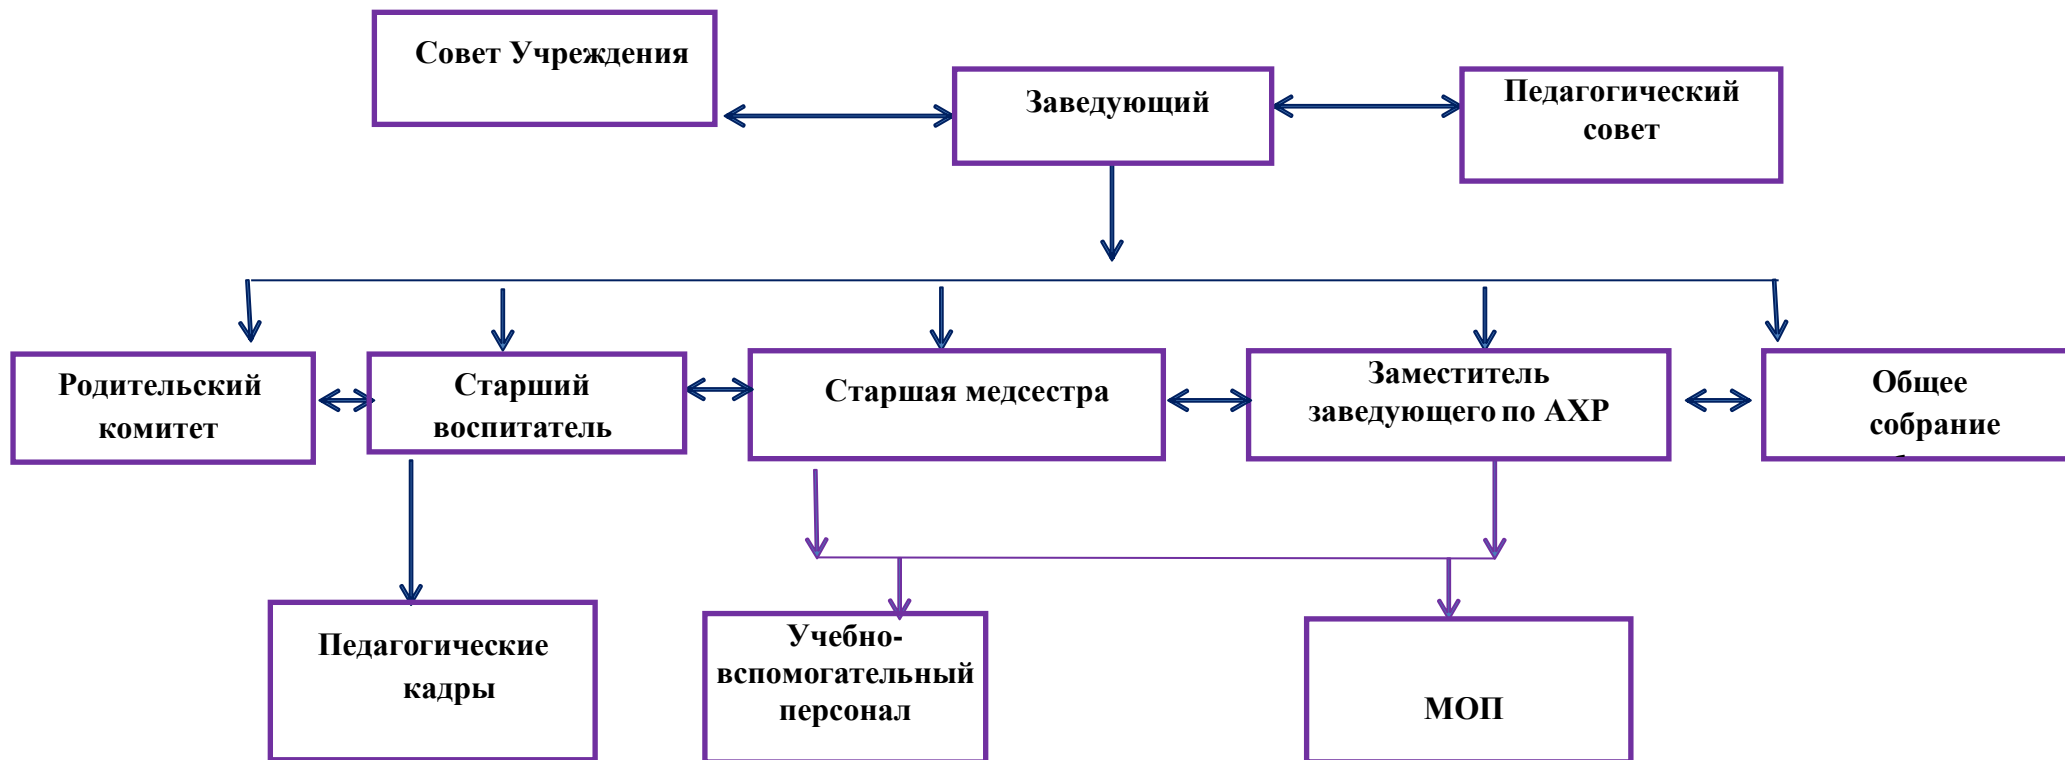 Совет Учреждения
Заведующий
Педагогический
совет
Родительский
комитет
Старший
воспитатель
Старшая медсестра
Заместитель
заведующего по АХР
Общее
собрание
Педагогические
кадры
Учебно-
вспомогательный
персонал
МОП